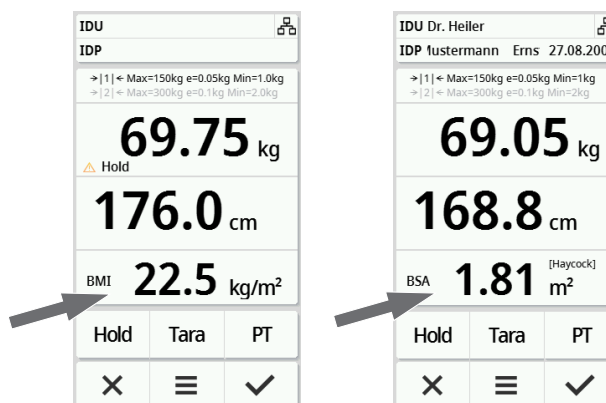 IDU
IDP
→|1|← Max=150kg e=0.05kg Min=1.0kg
→|2|← Max=300kg e=0.1kg Min=2.0kg
69.75 kg
Hold
176.0 cm
BMI 22.5 kg/m²
Hold Tara PT
IDU Dr. Heiler
IDP Mustermann Erns 27.08.200
→|1|← Max=150kg e=0.05kg Min=1kg
→|2|← Max=300kg e=0.1kg Min=2kg
69.05 kg
168.8 cm
[Haycock]
BSA 1.81 m²
Hold Tara PT